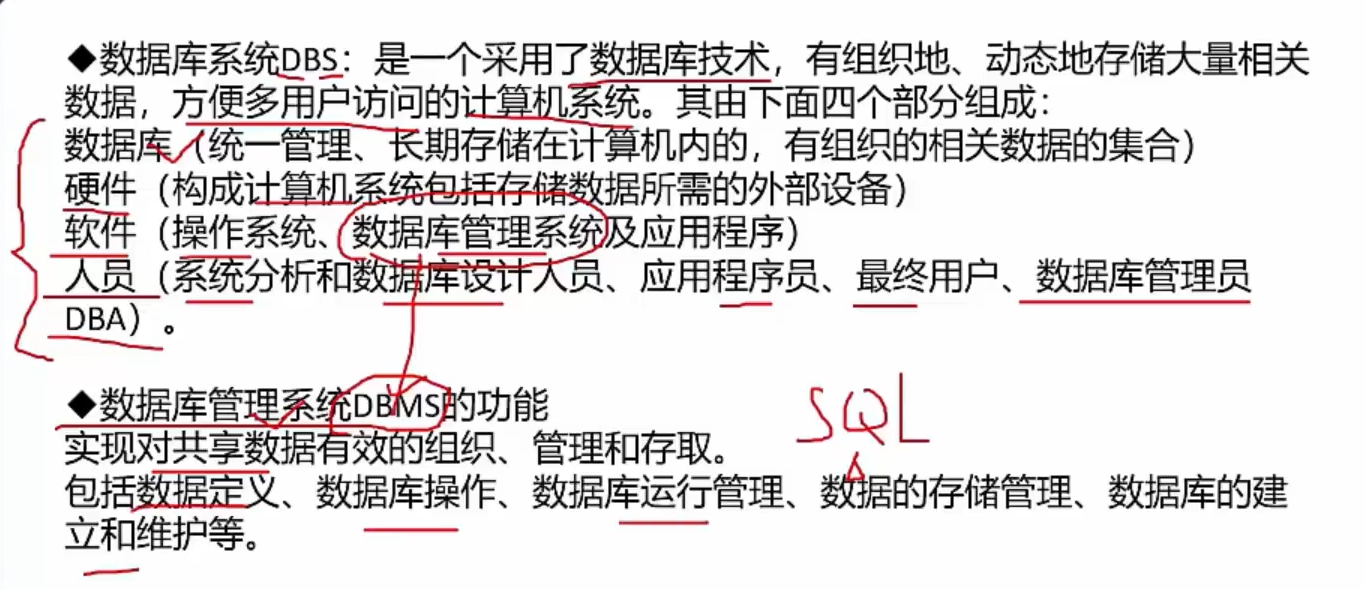 ◆数据库系统DBS：是一个采用了数据库技术，有组织地、动态地存储大量相关
数据，方便多用户访问的计算机系统。其由下面四个部分组成：
数据库（统一管理、长期存储在计算机内的，有组织的相关数据的集合）
硬件（构成计算机系统包括存储数据所需的外部设备）
软件（操作系统、数据库管理系统及应用程序）
人员（系统分析和数据库设计人员、应用程序员、最终用户、数据库管理员
DBA）。
◆数据库管理系统DBMS的功能
SQL
实现对共享数据有效的组织、管理和存取。
包括数据定义、数据库操作、数据库运行管理、数据的存储管理、数据库的建
立和维护等。